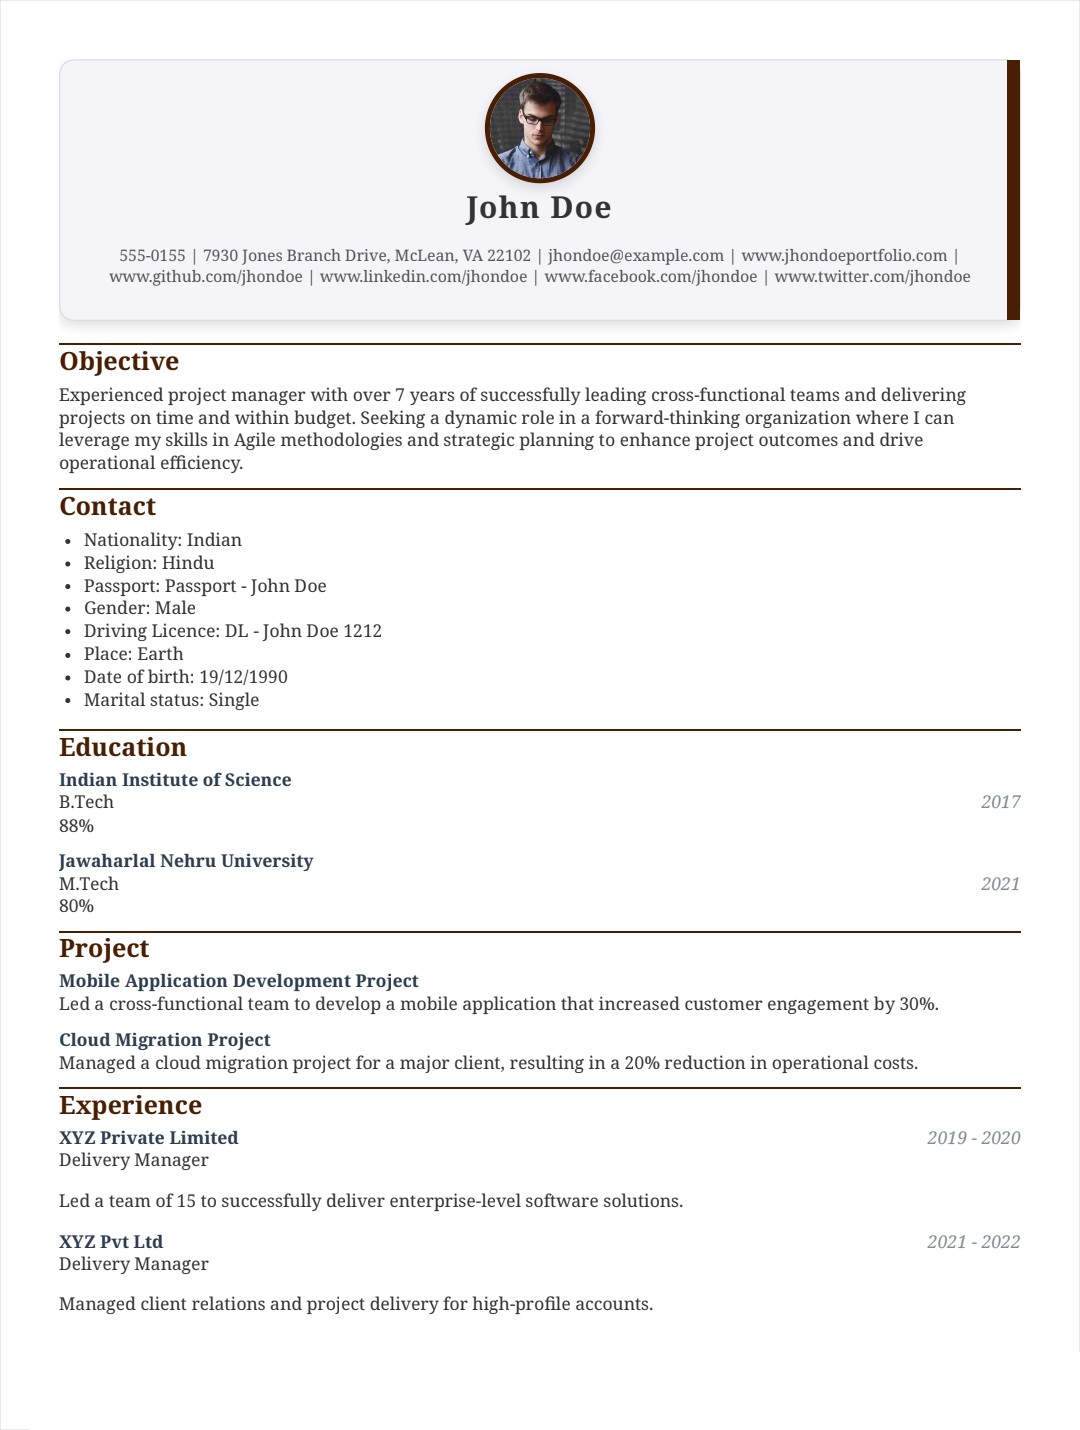 John Doe
555-0155 | 7930 Jones Branch Drive, McLean, VA 22102 | jhondoe@example.com | www.jhondoeportfolio.com |
www.github.com/jhondoe | www.linkedin.com/jhondoe | www.facebook.com/jhondoe | www.twitter.com/jhondoe
Objective
Experienced project manager with over 7 years of successfully leading cross-functional teams and delivering
projects on time and within budget. Seeking a dynamic role in a forward-thinking organization where I can
leverage my skills in Agile methodologies and strategic planning to enhance project outcomes and drive
operational efficiency.
Contact
• Nationality: Indian
• Religion: Hindu
• Passport: Passport - John Doe
• Gender: Male
• Driving Licence: DL - John Doe 1212
• Place: Earth
• Date of birth: 19/12/1990
• Marital status: Single
Education
Indian Institute of Science
B.Tech 2017
88%
Jawaharlal Nehru University
M.Tech 2021
80%
Project
Mobile Application Development Project
Led a cross-functional team to develop a mobile application that increased customer engagement by 30%.
Cloud Migration Project
Managed a cloud migration project for a major client, resulting in a 20% reduction in operational costs.
Experience
XYZ Private Limited 2019 - 2020
Delivery Manager
Led a team of 15 to successfully deliver enterprise-level software solutions.
XYZ Pvt Ltd 2021 - 2022
Delivery Manager
Managed client relations and project delivery for high-profile accounts.